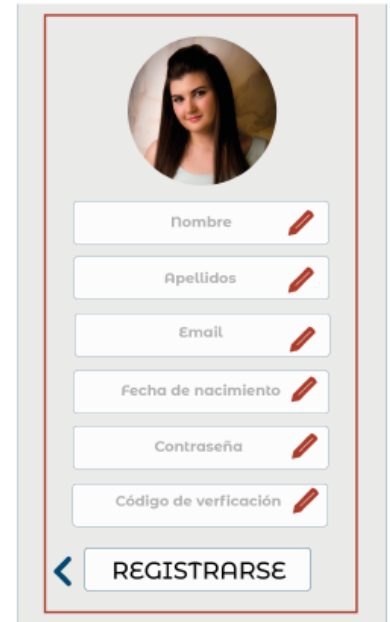 Nombre
Apellidos
Email
Fecha de nacimiento
Contraseña
Código de verficación
REGISTRARSE